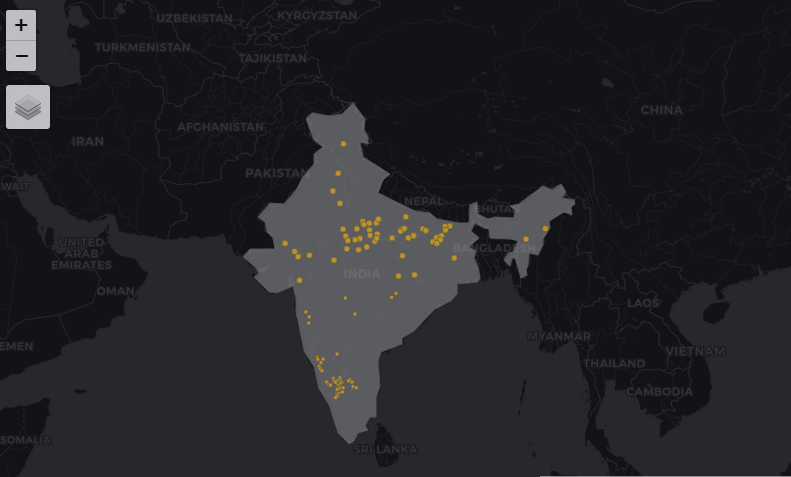 +
−
UZBEKISTAN
KYRGYZSTAN
TURKMENISTAN
TAJIKISTAN
CHINA
AFGHANISTAN
IRAN
PAKISTAN
WAIT
NEPAL
BHUTAN
UNITED
ARAB
EMIRATES
BANGLADESH
INDIA
OMAN
LAOS
MYANMAR
EMEN
VIETNAM
THAILAND
CAMBODIA
SOMALIA
SRI LANKA